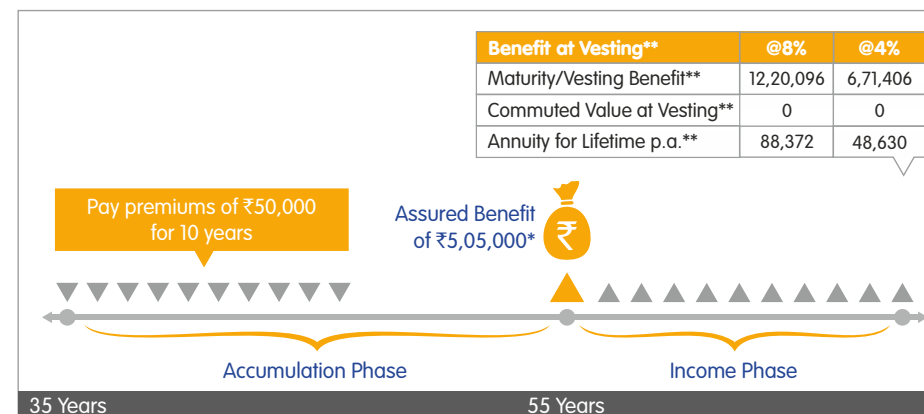 Benefit at Vesting** @8% @4%
Maturity/Vesting Benefit** 12,20,096 6,71,406
Commuted Value at Vesting** 0 0
Annuity for Lifetime p.a.** 88,372 48,630
Pay premiums of ₹50,000
for 10 years
Assured Benefit
of ₹5,05,000*
₹
Accumulation Phase
Income Phase
35 Years
55 Years